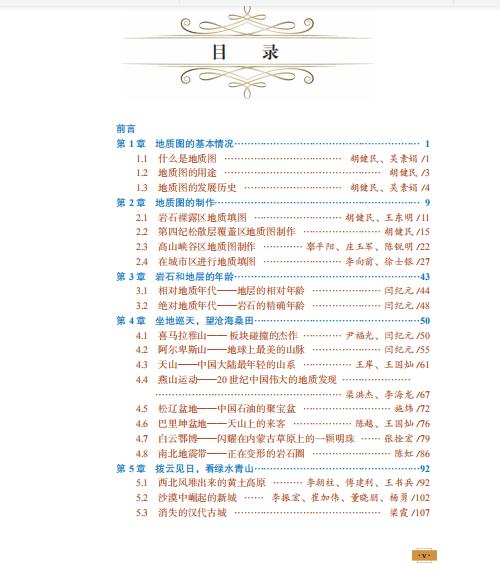 目 录
前言
第 1 章 地质图的基本情况 …… 1
1.1 什么是地质图 …… 胡健民、吴素娟 /1
1.2 地质图的用途 …… 胡健民 /3
1.3 地质图的发展历史 …… 胡健民、吴素娟 /4
第 2 章 地质图的制作 …… 9
2.1 岩石裸露区地质填图 …… 胡健民、王东明 /11
2.2 第四纪松散层覆盖区地质图制作 …… 胡健民 /15
2.3 高山峡谷区地质图制作 …… 辜平阳、庄玉军、陈锐明 /22
2.4 在城市区进行地质填图 …… 李向前、徐士银 /27
第 3 章 岩石和地层的年龄 …… 43
3.1 相对地质年代——地层的相对年龄 …… 闫纪元 /44
3.2 绝对地质年代——岩石的精确年龄 …… 闫纪元 /48
第 4 章 坐地巡天，望沧海桑田 …… 50
4.1 喜马拉雅山——板块碰撞的杰作 …… 尹福光、闫纪元 /50
4.2 阿尔卑斯山——地球上最美的山脉 …… 闫纪元 /55
4.3 天山——中国大陆最年轻的山系 …… 王岸、王国灿 /61
4.4 燕山运动——20 世纪中国伟大的地质发现 ……
…… 梁洪杰、李海龙 /67
4.5 松辽盆地——中国石油的聚宝盆 …… 施炜 /72
4.6 巴里坤盆地——天山上的来客 …… 陈越、王国灿 /76
4.7 白云鄂博——闪耀在内蒙古草原上的一颗明珠 …… 张拴宏 /79
4.8 南北地震带——正在变形的岩石圈 …… 陈虹 /86
第 5 章 拨云见日，看绿水青山 …… 92
5.1 西北风堆出来的黄土高原 …… 李朝柱、傅建利、王书兵 /92
5.2 沙漠中崛起的新城 …… 李振宏、崔加伟、董晓朋、杨勇 /102
5.3 消失的汉代古城 …… 梁霞 /107
· v ·